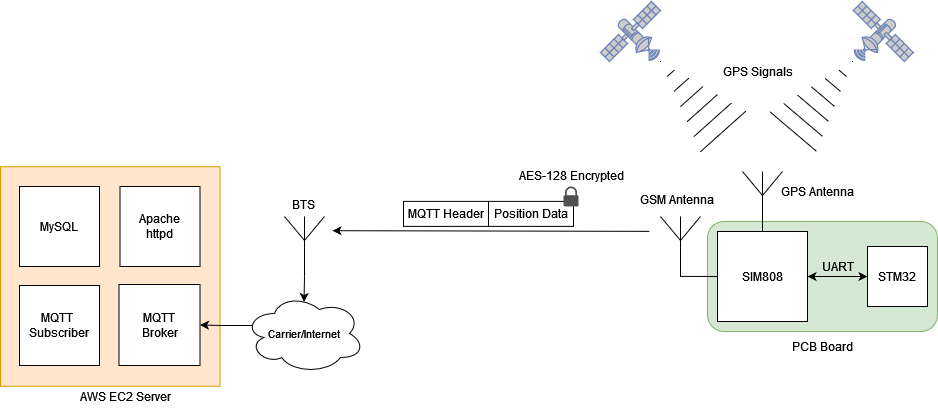 GPS Signals
AES-128 Encrypted
GPS Antenna
GSM Antenna
BTS
MQTT Header
Position Data
MySQL
Apache
httpd
SIM808
UART
STM32
MQTT
Subscriber
MQTT
Broker
Carrier/Internet
PCB Board
AWS EC2 Server